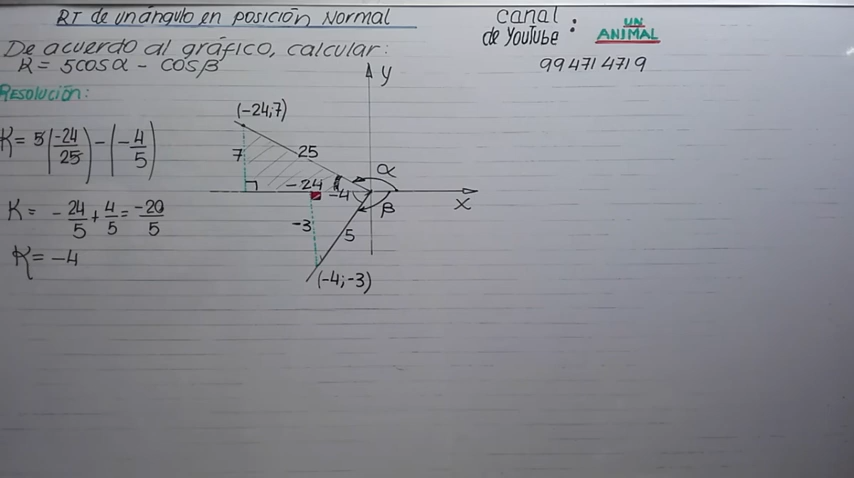 RT de un ángulo en posición Normal
canal de YouTube : UN ANIMAL
994714719
De acuerdo al gráfico, calcular:
K = 5cosα - cosβ
RESOLUCIÓN:
K = 5(-24/25) - (-4/5)
K = -24/5 + 4/5 = -20/5
K = -4
y
(-24;7)
7
25
α
-24
-4
x
β
-3
5
(-4;-3)